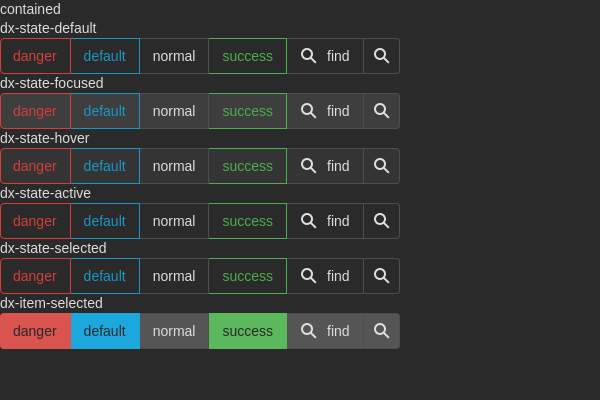 contained
dx-state-default
danger default normal success find
dx-state-focused
danger default normal success find
dx-state-hover
danger default normal success find
dx-state-active
danger default normal success find
dx-state-selected
danger default normal success find
dx-item-selected
danger default normal success find